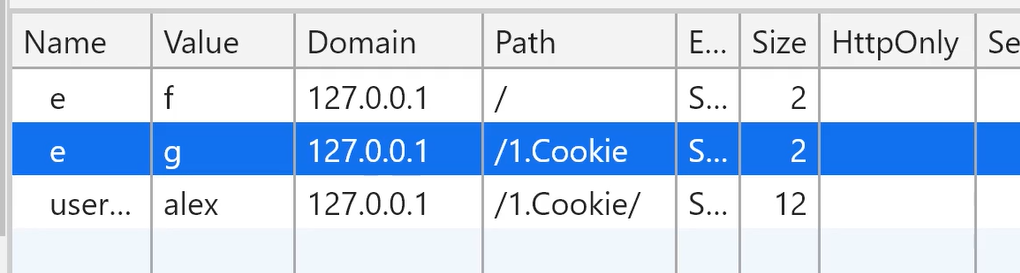 Name Value Domain Path E... Size HttpOnly Se
e f 127.0.0.1 / S... 2
e g 127.0.0.1 /1.Cookie S... 2
user... alex 127.0.0.1 /1.Cookie/ S... 12